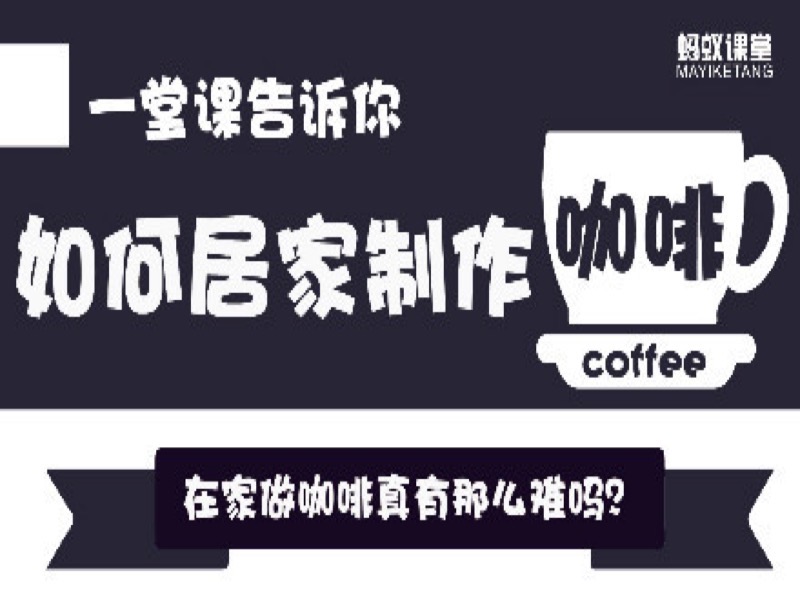 蚂蚁课堂
MAYIKETANG
一堂课告诉你
如何居家制作咖啡
coffee
在家做咖啡真有那么难吗?